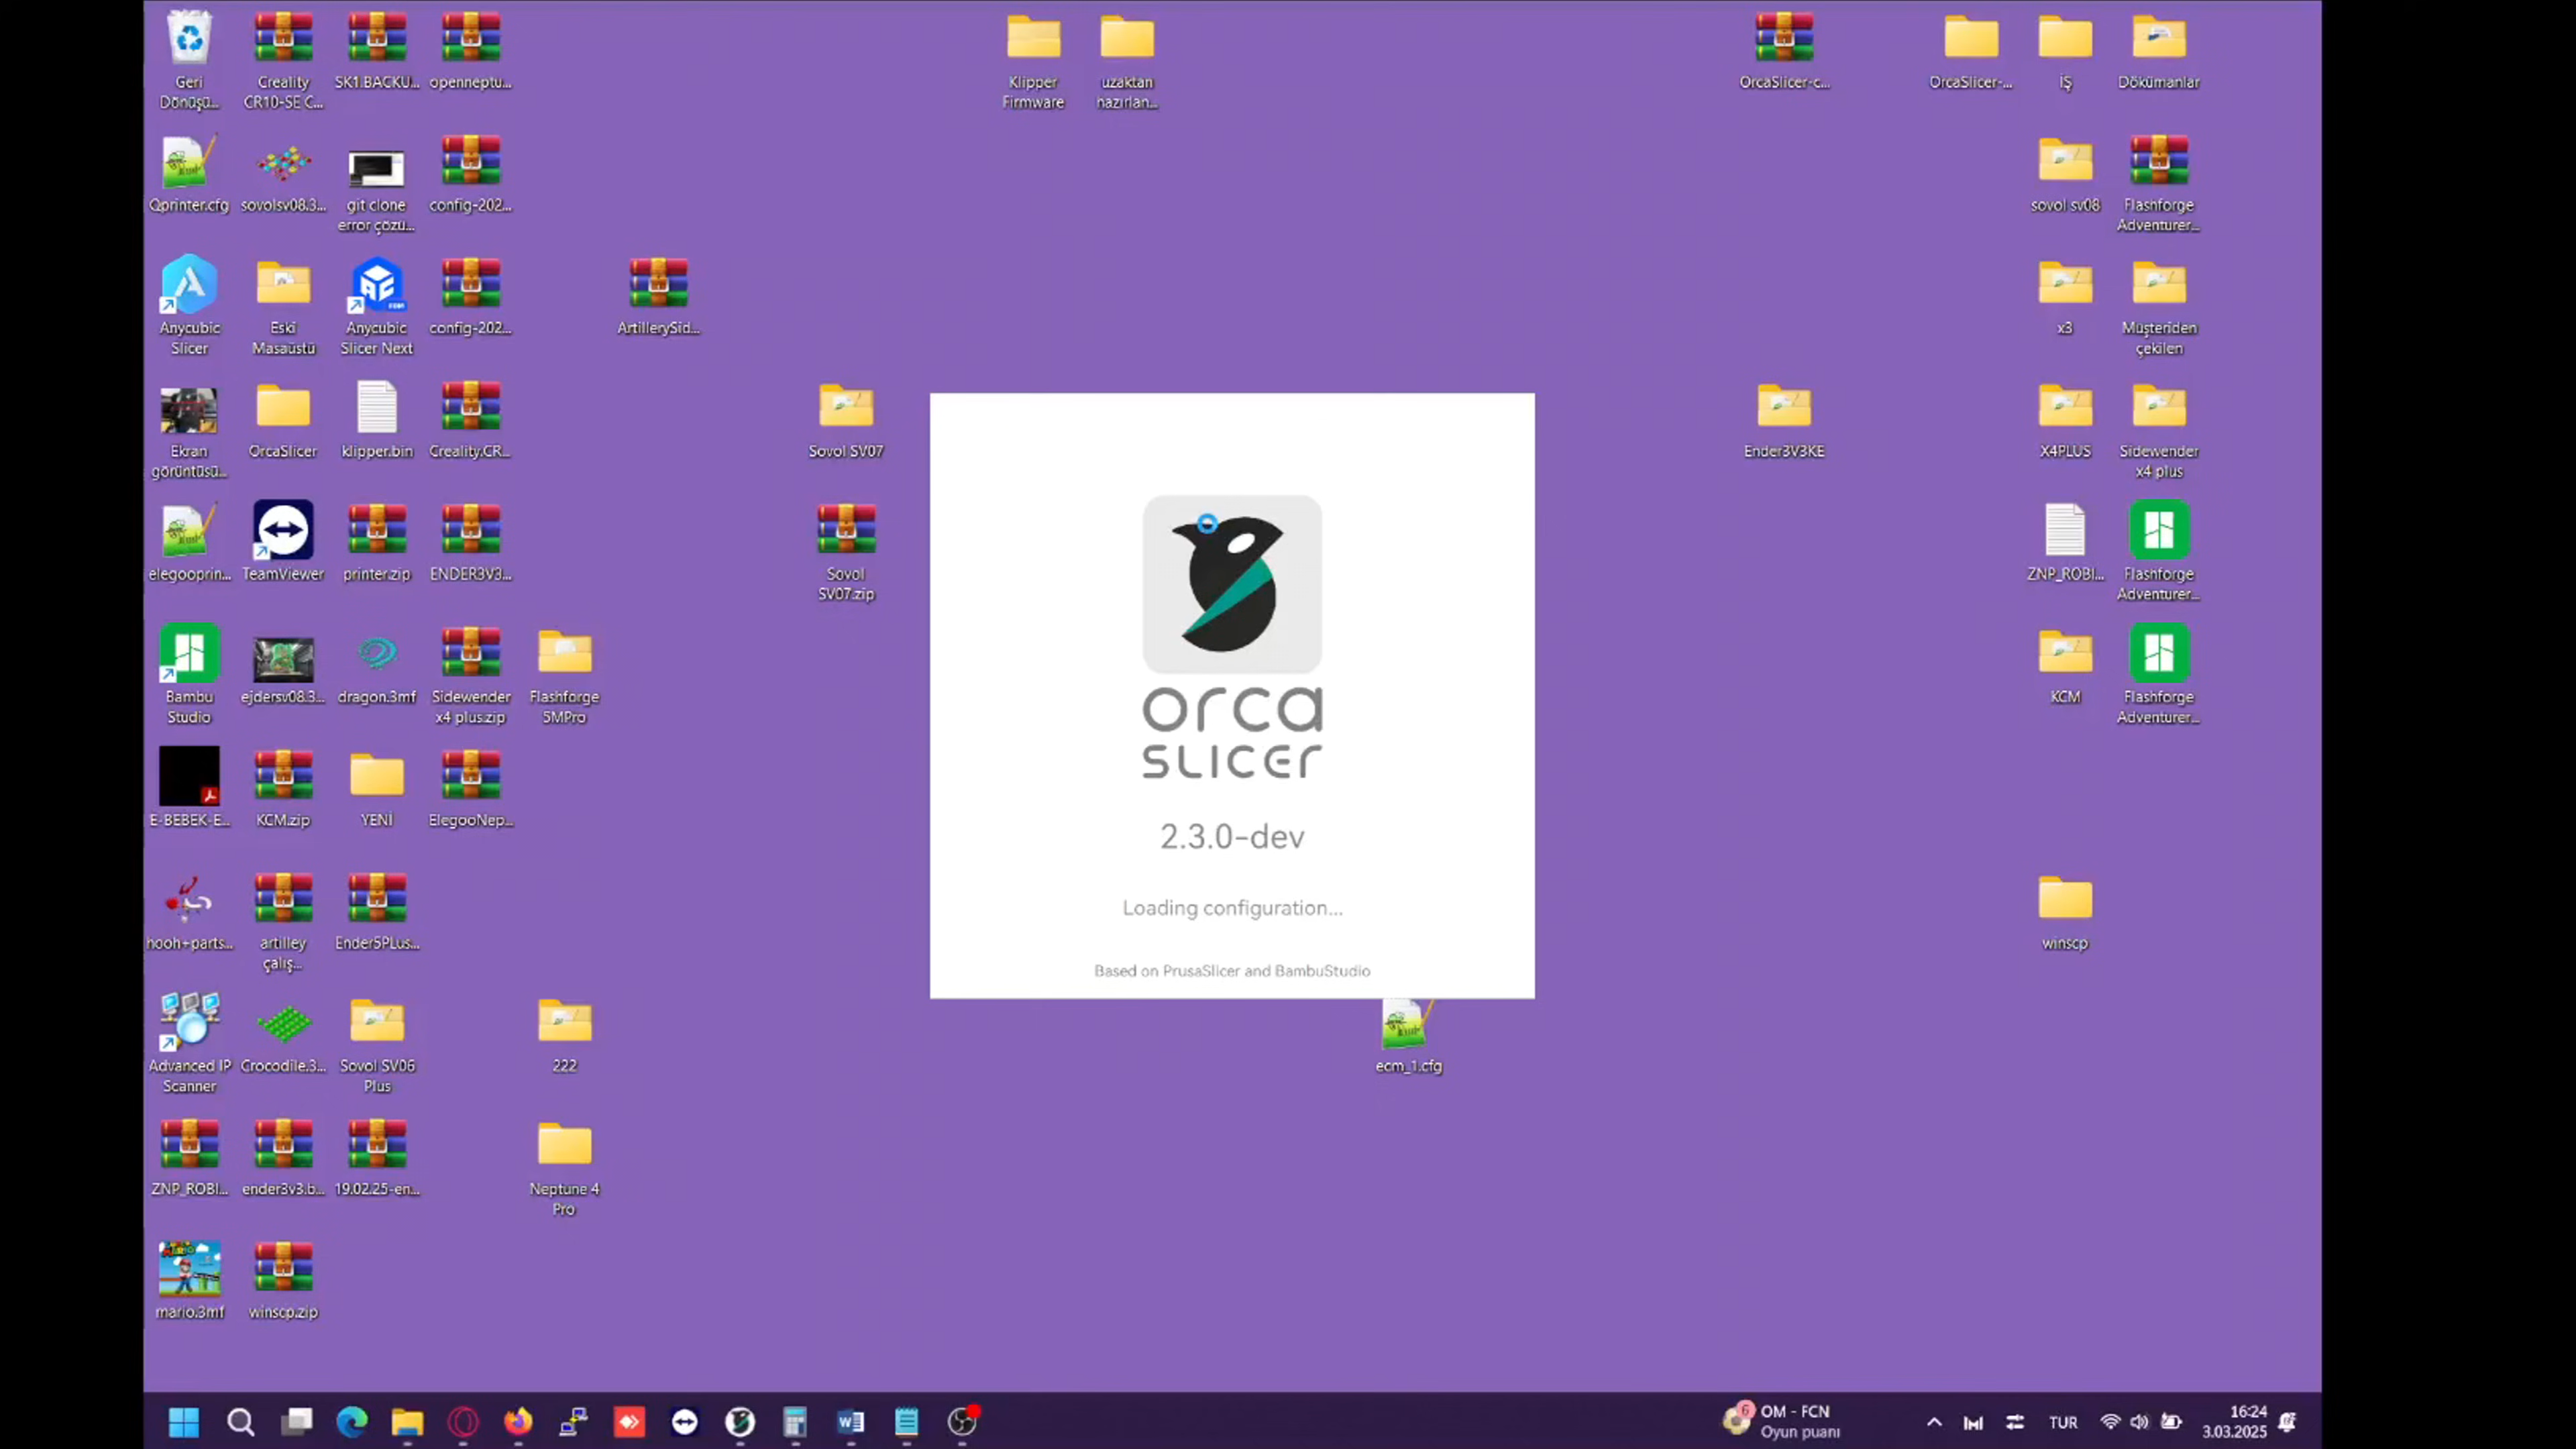 Geri
Dönüşü...
Creality
CR10-SE C...
SK1.BACKU...
openneptu...
Klipper
Firmware
uzaktan
hazırlan...
OrcaSlicer-c...
OrcaSlicer-...
İŞ
Dökümanlar
Qprinter.cfg
sovolsv08.3...
git clone
error çözü...
config-202...
sovol sv08
Flashforge
Adventurer...
Anycubic
Slicer
Eski
Masaüstü
Anycubic
Slicer Next
config-202...
ArtillerySid...
x3
Müşteriden
çekilen
Ekran
görüntüsü...
OrcaSlicer
klipper.bin
Creality.CR...
Sovol SV07
Ender3V3KE
X4PLUS
Sidewender
x4 plus
elegooprin...
TeamViewer
printer.zip
ENDER3V3...
Sovol
SV07.zip
ZNP_ROBI...
Flashforge
Adventurer...
Bambu
Studio
ejdersv08.3...
dragon.3mf
Sidewender
x4 plus.zip
Flashforge
5MPro
KCM
Flashforge
Adventurer...
orca
slicer
2.3.0-dev
Loading configuration...
Based on PrusaSlicer and BambuStudio
E-BEBEK-E...
KCM.zip
YENİ
ElegooNep...
hooh+parts...
artilley
çalış...
Ender5PLus...
winscp
Advanced IP
Scanner
Crocodile.3...
Sovol SV06
Plus
222
ecm_1.cfg
ZNP_ROBI...
ender3v3.b...
19.02.25-en...
Neptune 4
Pro
mario.3mf
winscp.zip
6
OM - FCN
Oyun puanı
TUR
16:24
3.03.2025